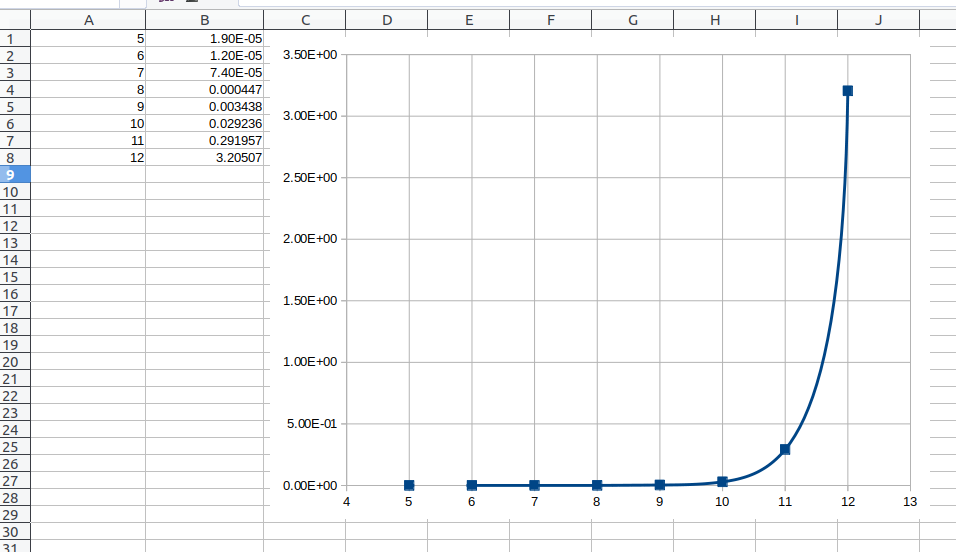 A B C D E F G H I J
1 5 1.90E-05
2 6 1.20E-05
3 7 7.40E-05
4 8 0.000447
5 9 0.003438
6 10 0.029236
7 11 0.291957
8 12 3.20507
9
10
11
12
13
14
15
16
17
18
19
20
21
22
23
24
25
26
27
28
29
30
31
3.50E+00
3.00E+00
2.50E+00
2.00E+00
1.50E+00
1.00E+00
5.00E-01
0.00E+00
4 5 6 7 8 9 10 11 12 13